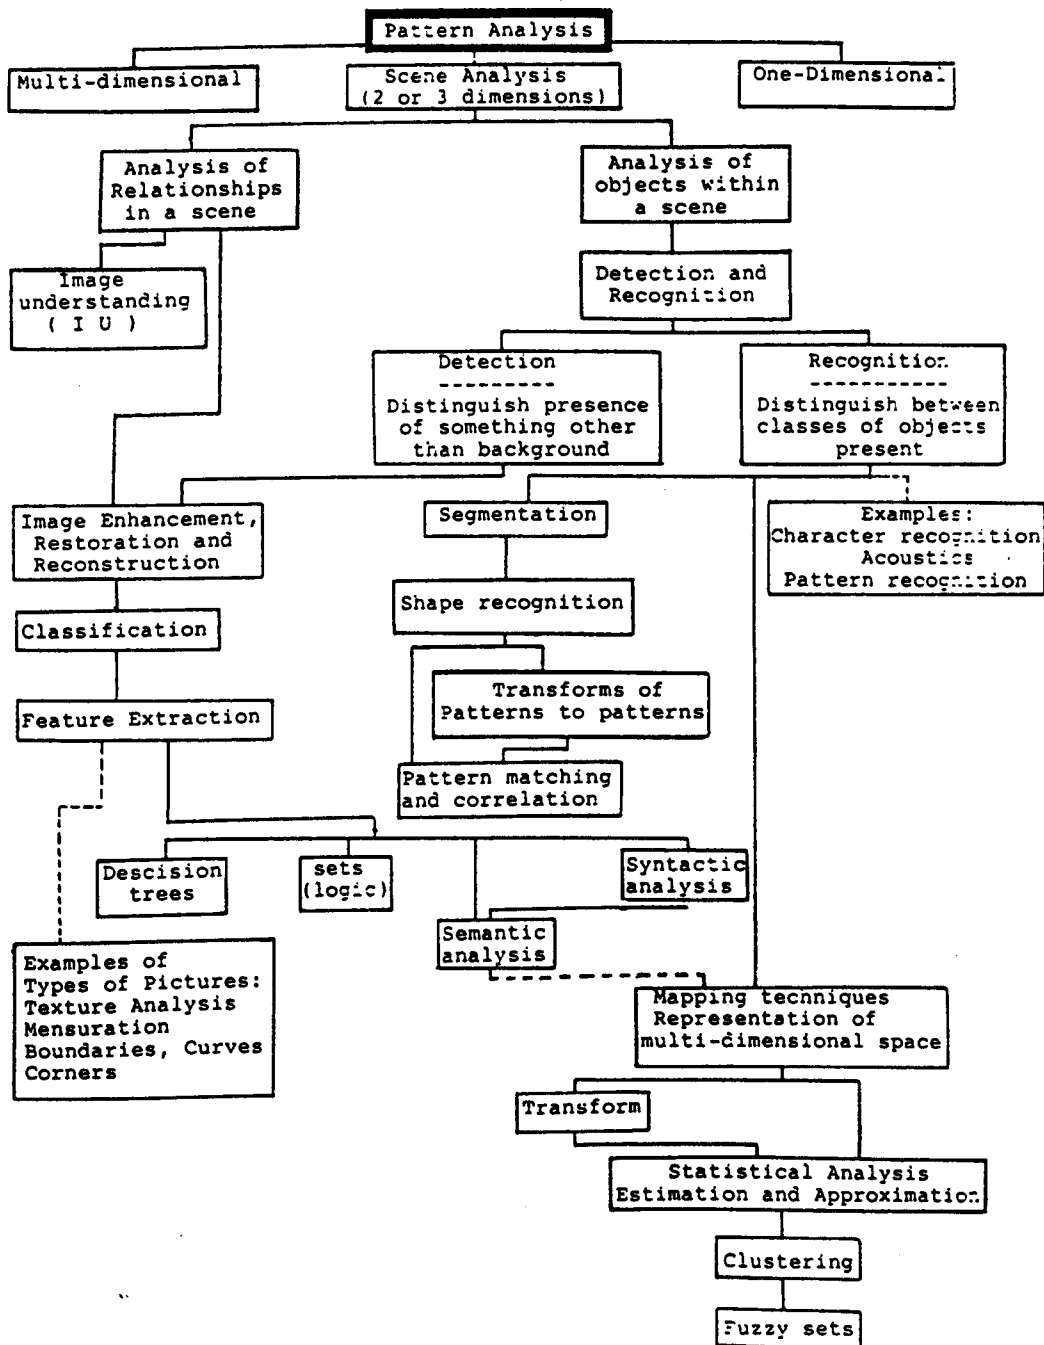 Pattern Analysis
Multi-dimensional
Scene Analysis
(2 or 3 dimensions)
One-Dimensional
Analysis of
Relationships
in a scene
Analysis of
objects within
a scene
Image
understanding
( I U )
Detection and
Recognition
Detection
---------
Distinguish presence
of something other
than background
Recognition
-----------
Distinguish between
classes of objects
present
Image Enhancement,
Restoration and
Reconstruction
Segmentation
Examples:
Character recognition
Acoustics
Pattern recognition
Classification
Shape recognition
Feature Extraction
Transforms of
Patterns to patterns
Pattern matching
and correlation
Descision
trees
sets
(logic)
Syntactic
analysis
Semantic
analysis
Examples of
Types of Pictures:
Texture Analysis
Mensuration
Boundaries, Curves
Corners
Mapping techniques
Representation of
multi-dimensional space
Transform
Statistical Analysis
Estimation and Approximation
Clustering
Fuzzy sets